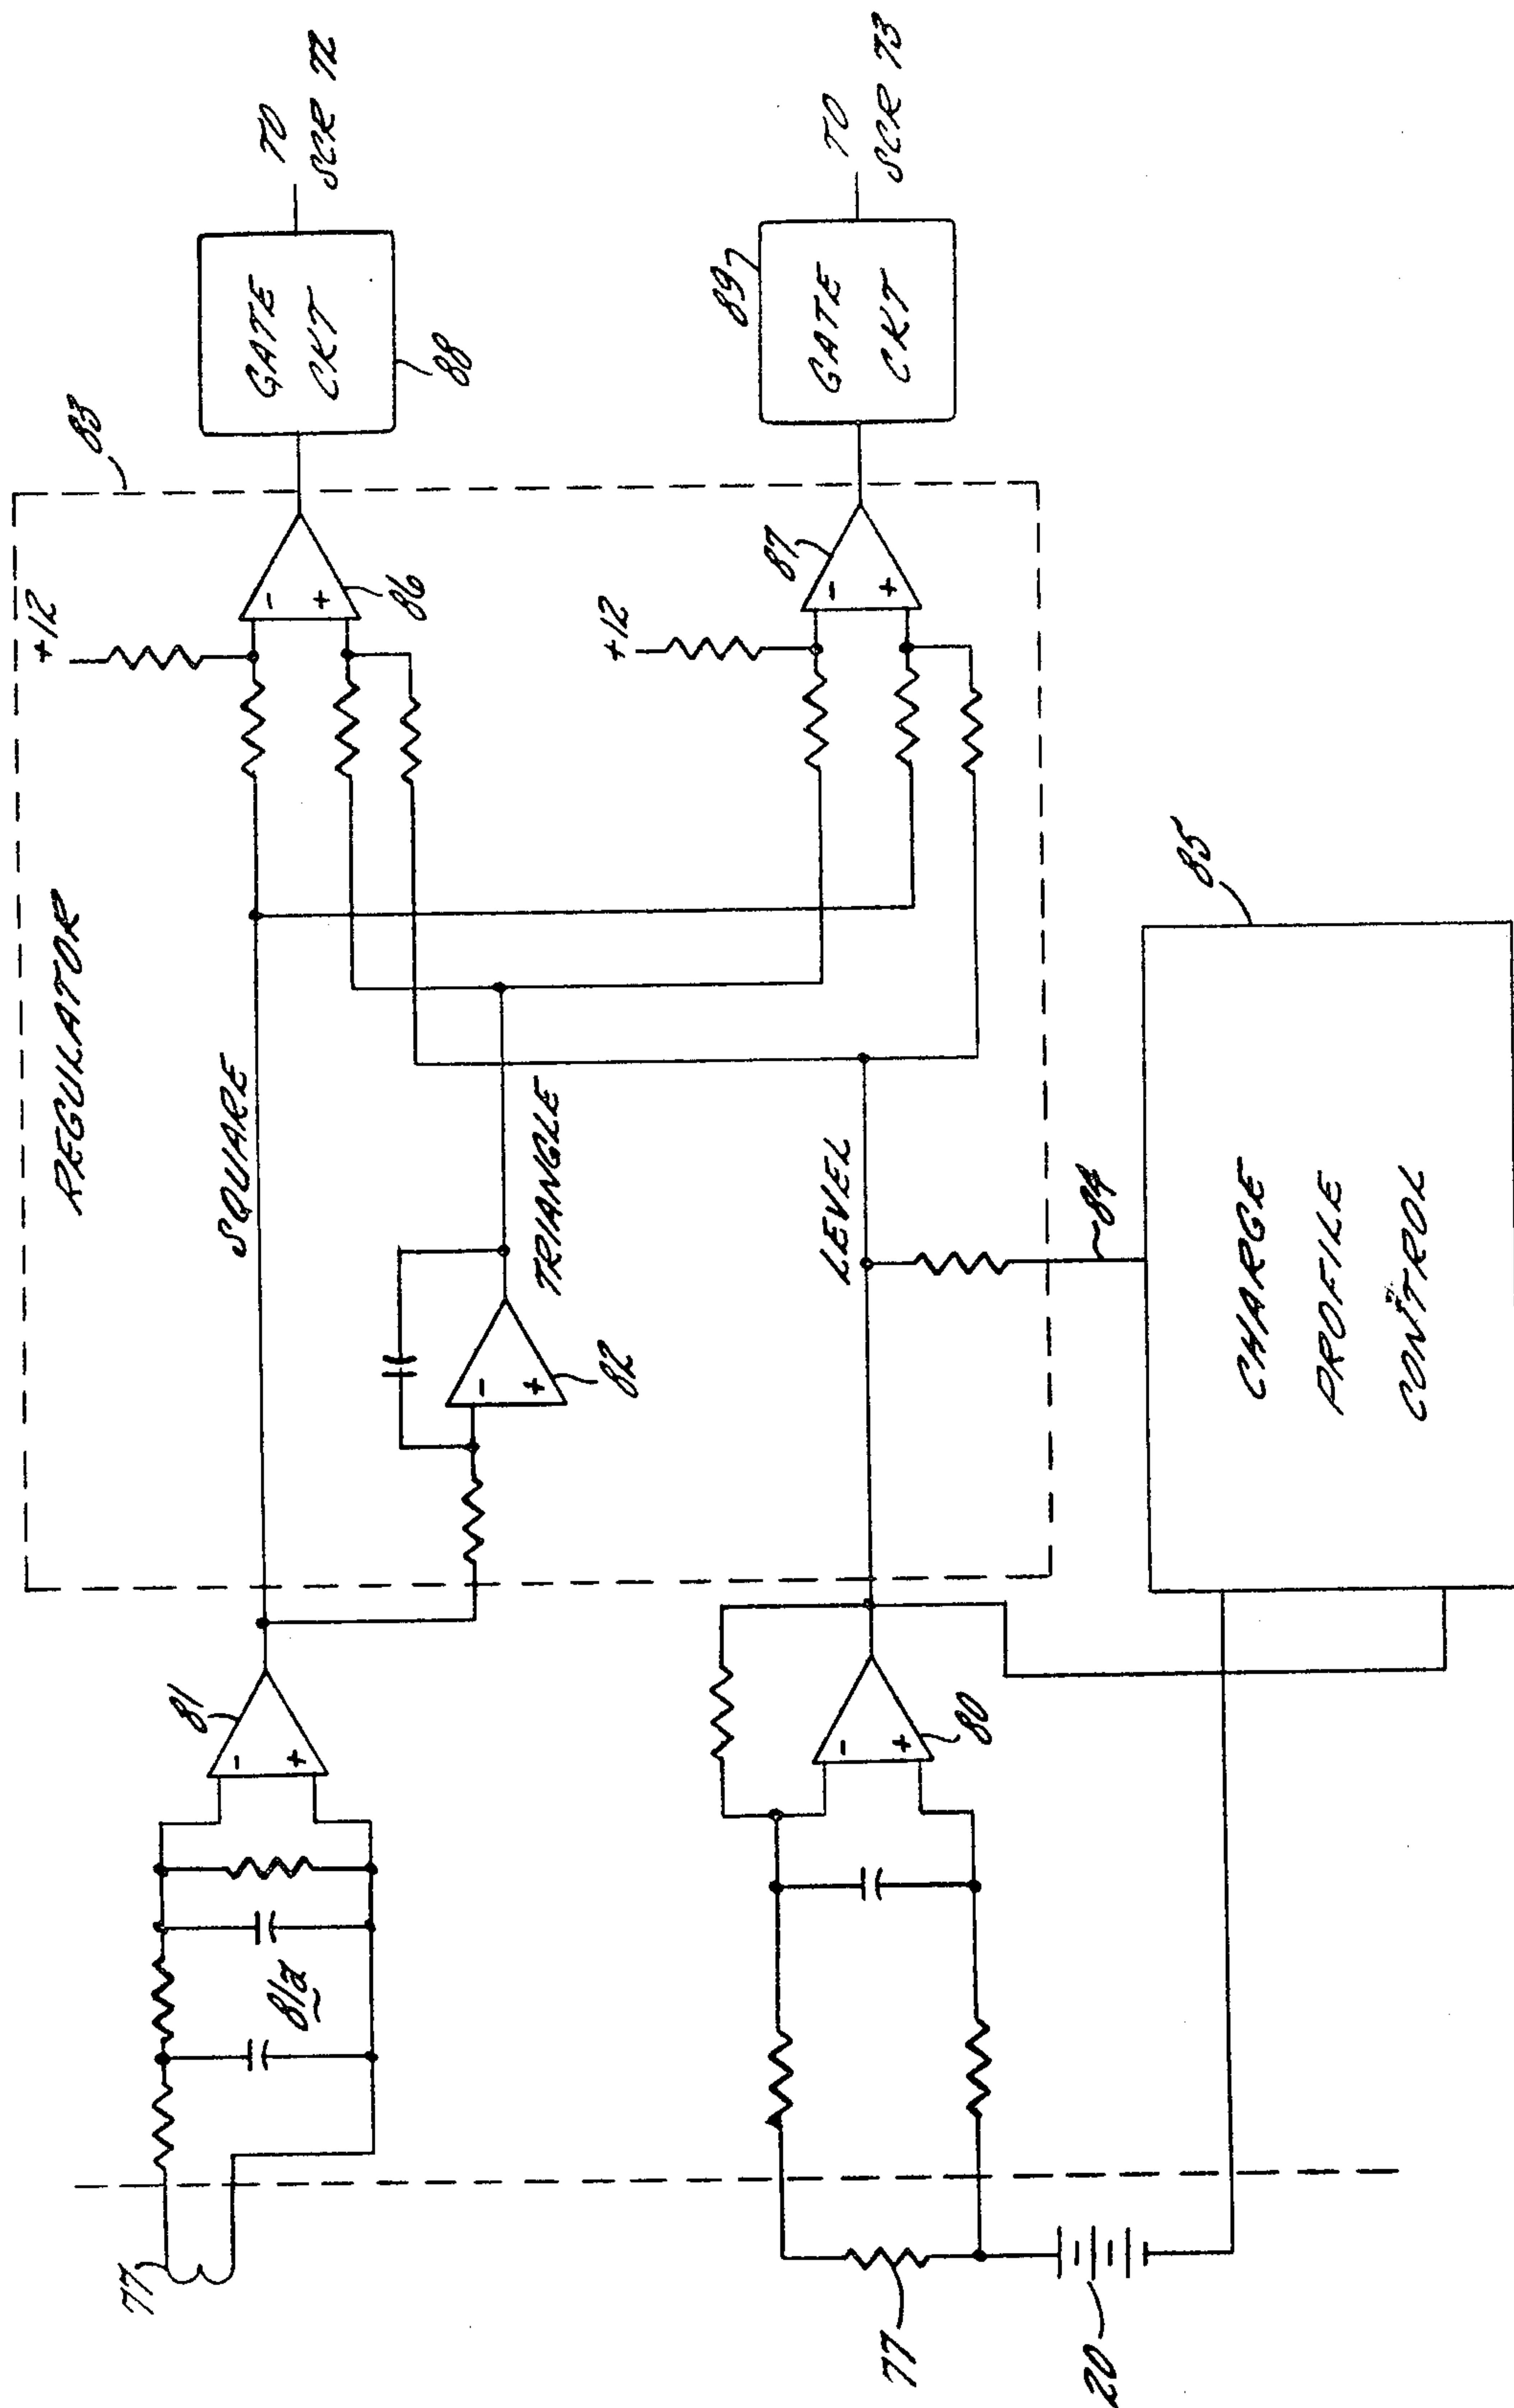 REGULATOR
83
+12
SQUARE
81
-
+
81a
77
-
+
86
GATE
CKT
88
TO
SCR 72
-
+
82
TRIANGLE
+12
-
+
87
GATE
CKT
89
TO
SCR 73
LEVEL
-
+
80
77
20
84
85
CHARGE
PROFILE
CONTROL